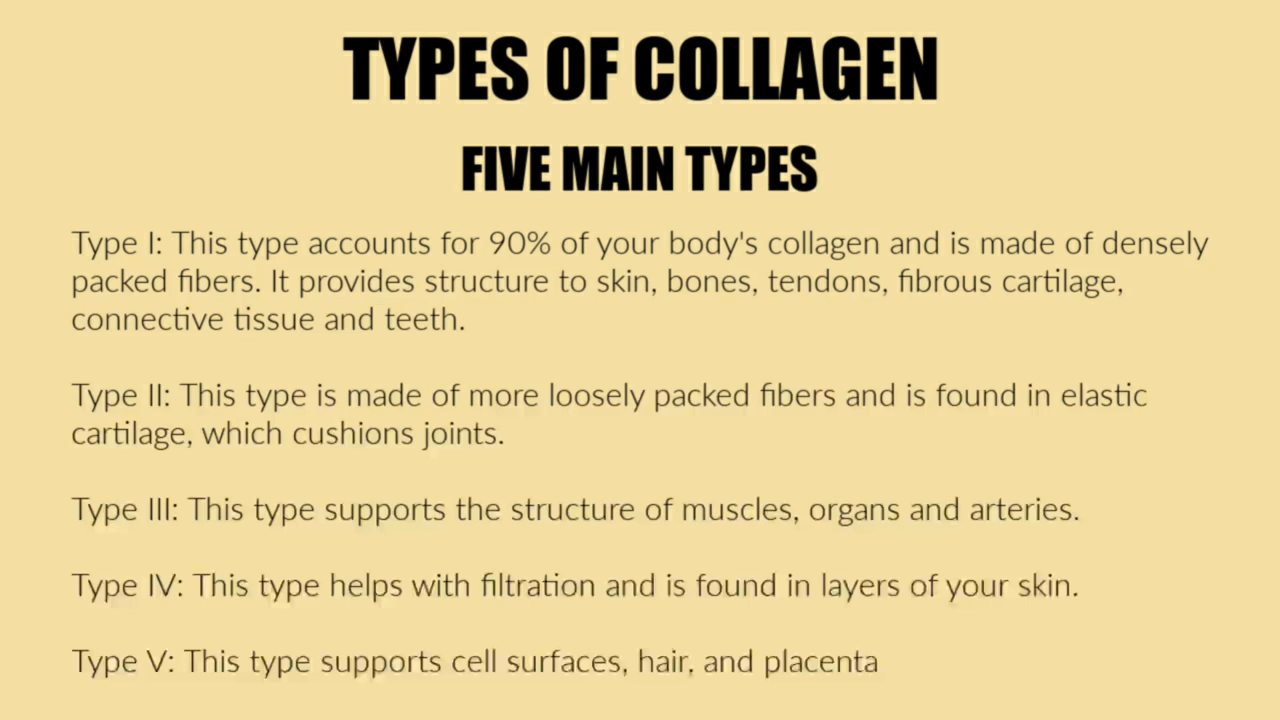 TYPES OF COLLAGEN
FIVE MAIN TYPES
Type I: This type accounts for 90% of your body's collagen and is made of densely
packed fibers. It provides structure to skin, bones, tendons, fibrous cartilage,
connective tissue and teeth.
Type II: This type is made of more loosely packed fibers and is found in elastic
cartilage, which cushions joints.
Type III: This type supports the structure of muscles, organs and arteries.
Type IV: This type helps with filtration and is found in layers of your skin.
Type V: This type supports cell surfaces, hair, and placenta